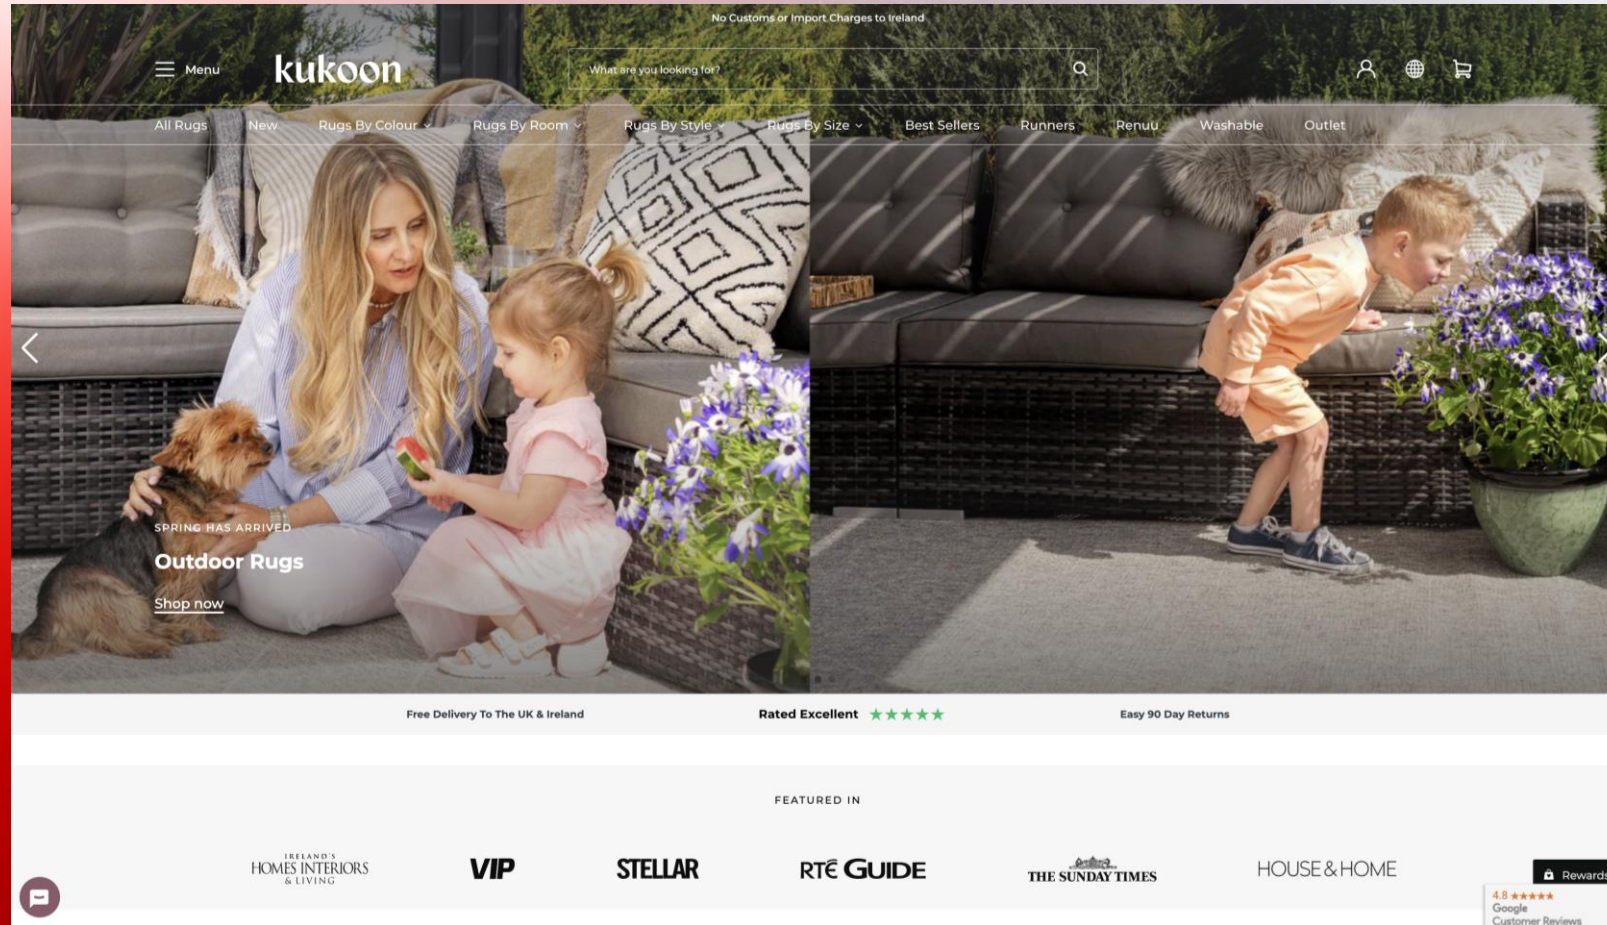 No Customs or Import Charges to Ireland
Menu
kukoon
What are you looking for?
All Rugs New Rugs By Colour Rugs By Room Rugs By Style Rugs By Size Best Sellers Runners Renuu Washable Outlet
SPRING HAS ARRIVED
Outdoor Rugs
Shop now
Free Delivery To The UK & Ireland Rated Excellent Easy 90 Day Returns
FEATURED IN
IRELAND'S
HOMES INTERIORS
& LIVING
VIP
STELLAR
RTÉ GUIDE
THE SUNDAY TIMES
HOUSE & HOME
Rewards
4.8
Google
Customer Reviews